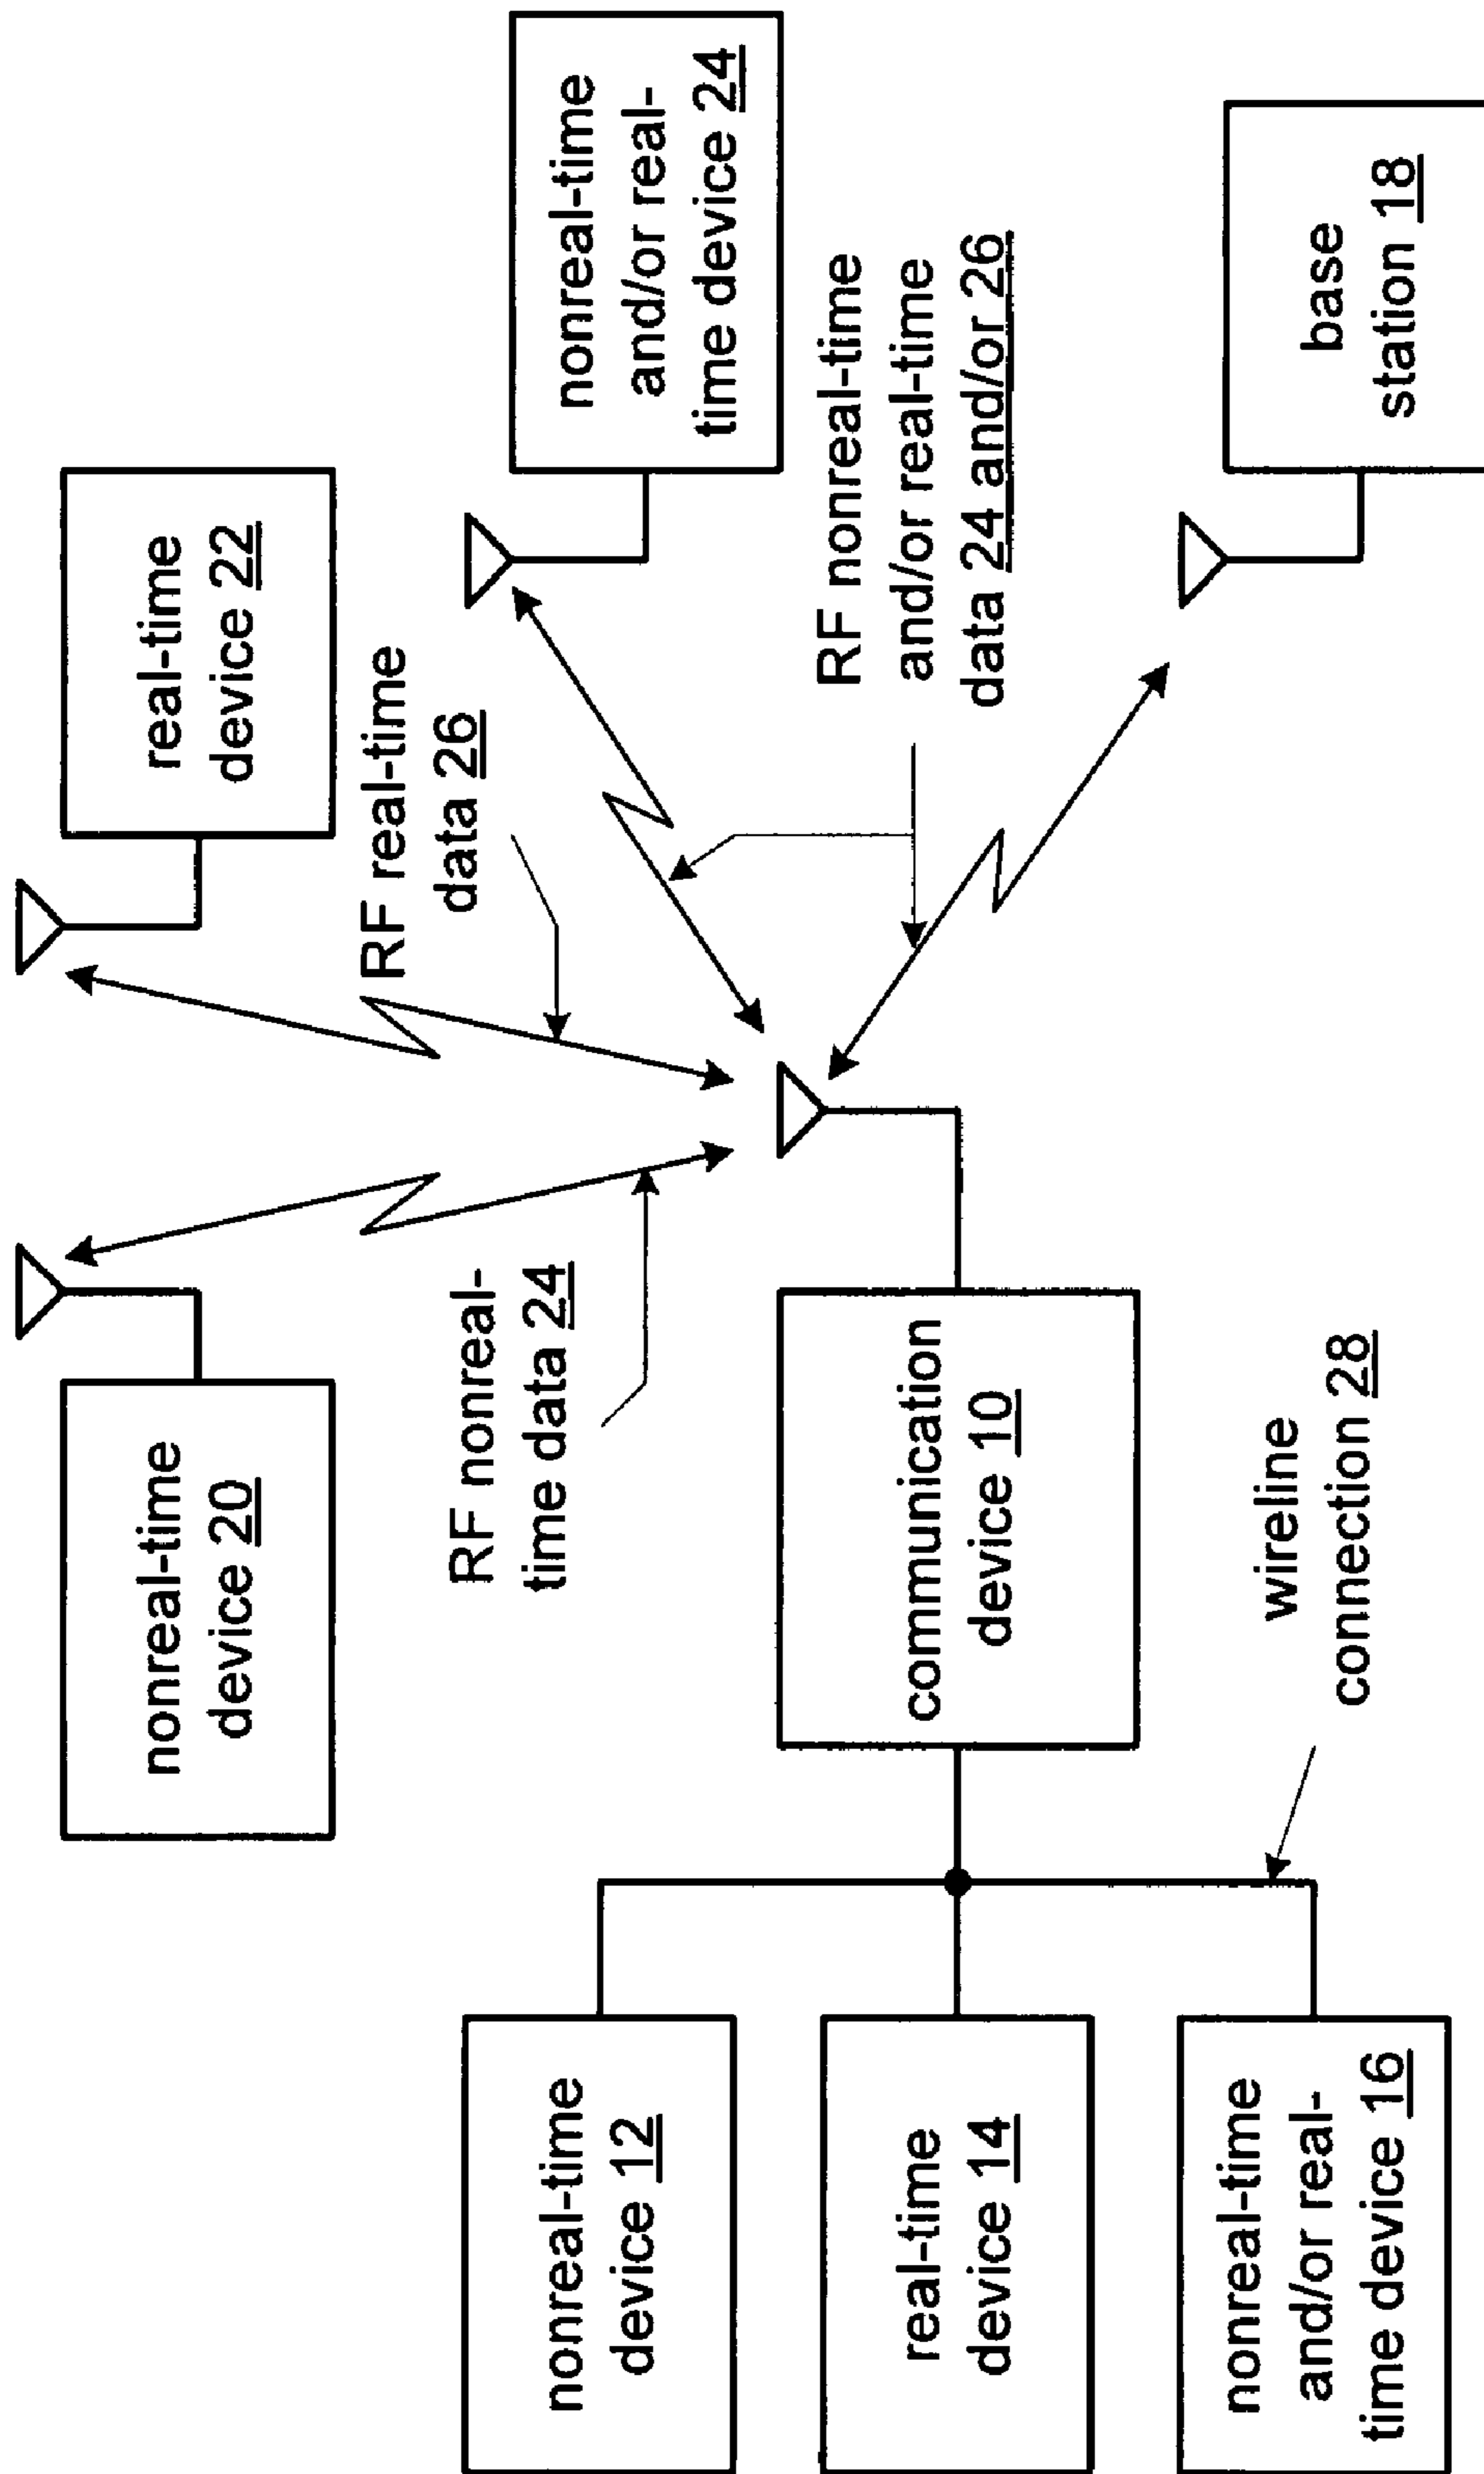 nonreal-time
device 20
real-time
device 22
RF real-time
data 26
RF nonreal-
time data 24
nonreal-time
and/or real-
time device 24
nonreal-time
device 12
real-time
device 14
nonreal-time
and/or real-
time device 16
communication
device 10
wireline
connection 28
RF nonreal-time
and/or real-time
data 24 and/or 26
base
station 18